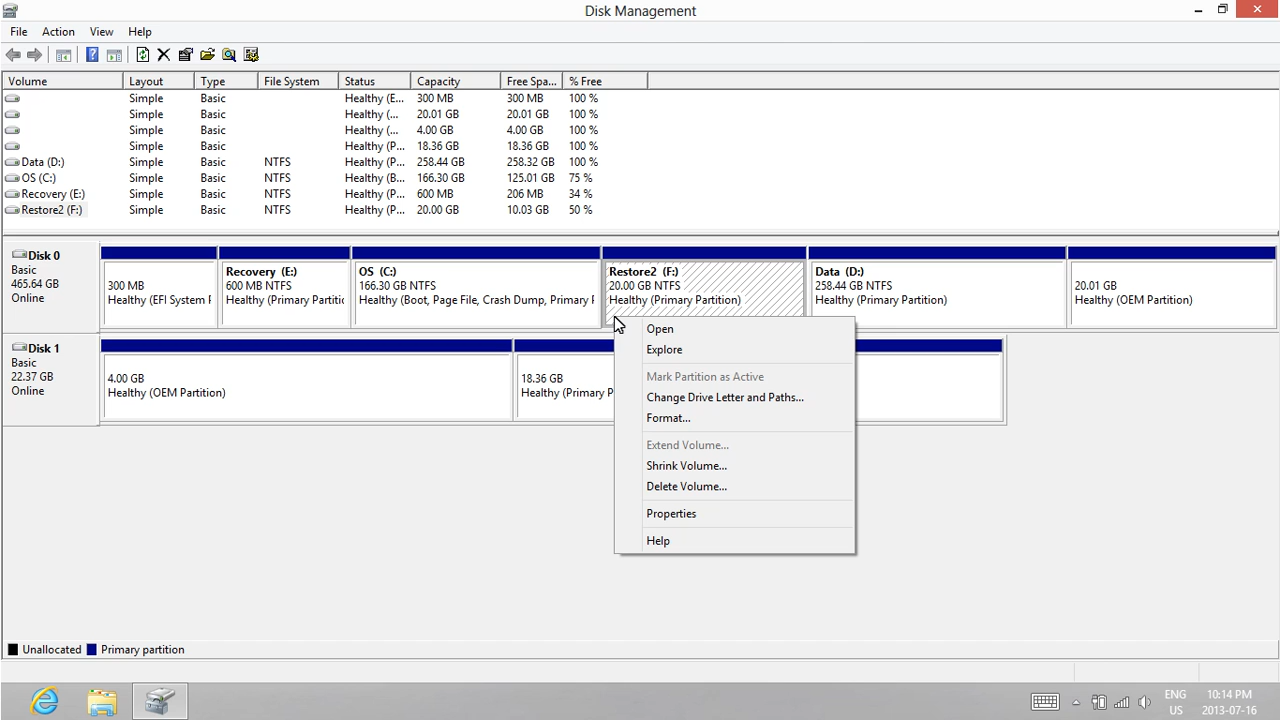 Disk Management
File Action View Help
Volume Layout Type File System Status Capacity Free Spa... % Free
Simple Basic Healthy (E... 300 MB 300 MB 100 %
Simple Basic Healthy (... 20.01 GB 20.01 GB 100 %
Simple Basic Healthy (... 4.00 GB 4.00 GB 100 %
Simple Basic Healthy (P... 18.36 GB 18.36 GB 100 %
Data (D:) Simple Basic NTFS Healthy (P... 258.44 GB 258.32 GB 100 %
OS (C:) Simple Basic NTFS Healthy (B... 166.30 GB 125.01 GB 75 %
Recovery (E:) Simple Basic NTFS Healthy (P... 600 MB 206 MB 34 %
Restore2 (F:) Simple Basic NTFS Healthy (P... 20.00 GB 10.03 GB 50 %
Disk 0
Basic
465.64 GB
Online
300 MB
Healthy (EFI System P
Recovery (E:)
600 MB NTFS
Healthy (Primary Partitic
OS (C:)
166.30 GB NTFS
Healthy (Boot, Page File, Crash Dump, Primary F
Restore2 (F:)
20.00 GB NTFS
Healthy (Primary Partition)
Data (D:)
258.44 GB NTFS
Healthy (Primary Partition)
20.01 GB
Healthy (OEM Partition)
Disk 1
Basic
22.37 GB
Online
4.00 GB
Healthy (OEM Partition)
18.36 GB
Healthy (Primary P
Open
Explore
Mark Partition as Active
Change Drive Letter and Paths...
Format...
Extend Volume...
Shrink Volume...
Delete Volume...
Properties
Help
Unallocated Primary partition
ENG
US
10:14 PM
2013-07-16